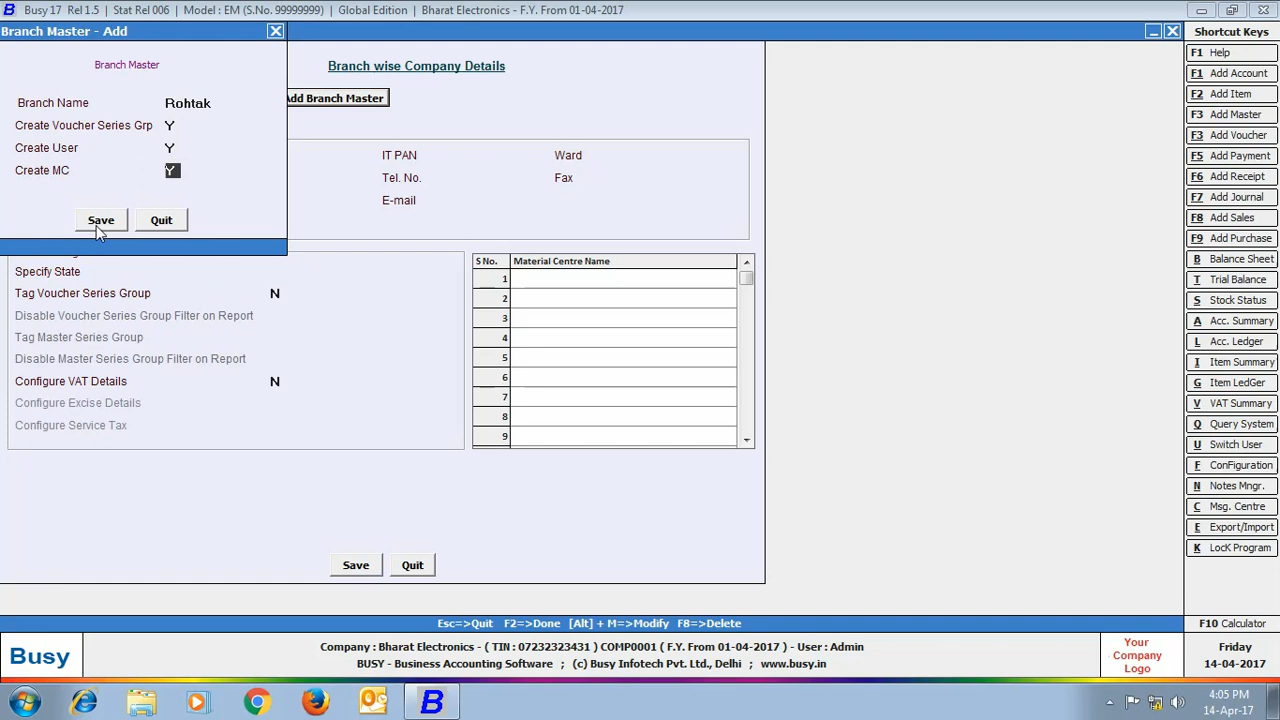 B Busy 17 Rel 1.5 | Stat Rel 006 | Model : EM (S.No. 99999999) | Global Edition | Bharat Electronics - F.Y. From 01-04-2017
Branch Master - Add
Branch Master
Branch Name Rohtak
Create Voucher Series Grp Y
Create User Y
Create MC Y
Save Quit
Branch wise Company Details
Add Branch Master
IT PAN Ward
Tel. No. Fax
E-mail
Specify State
Tag Voucher Series Group N
Disable Voucher Series Group Filter on Report
Tag Master Series Group
Disable Master Series Group Filter on Report
Configure VAT Details N
Configure Excise Details
Configure Service Tax
S No. Material Centre Name
1
2
3
4
5
6
7
8
9
Save Quit
Shortcut Keys
F1 Help
F1 Add Account
F2 Add Item
F3 Add Master
F3 Add Voucher
F5 Add Payment
F6 Add Receipt
F7 Add Journal
F8 Add Sales
F9 Add Purchase
B Balance Sheet
T Trial Balance
S Stock Status
A Acc. Summary
L Acc. Ledger
I Item Summary
G Item LedGer
V VAT Summary
Q Query System
U Switch User
F ConFiguration
N Notes Mngr.
C Msg. Centre
E Export/Import
K LocK Program
F10 Calculator
Esc=>Quit F2=>Done [Alt] + M=>Modify F8=>Delete
Busy
Company : Bharat Electronics - ( TIN : 07232323431 ) COMP0001 ( F.Y. From 01-04-2017 ) - User : Admin
BUSY - Business Accounting Software ; (c) Busy Infotech Pvt. Ltd., Delhi ; www.busy.in
Your
Company
Logo
Friday
14-04-2017
B
4:05 PM
14-Apr-17